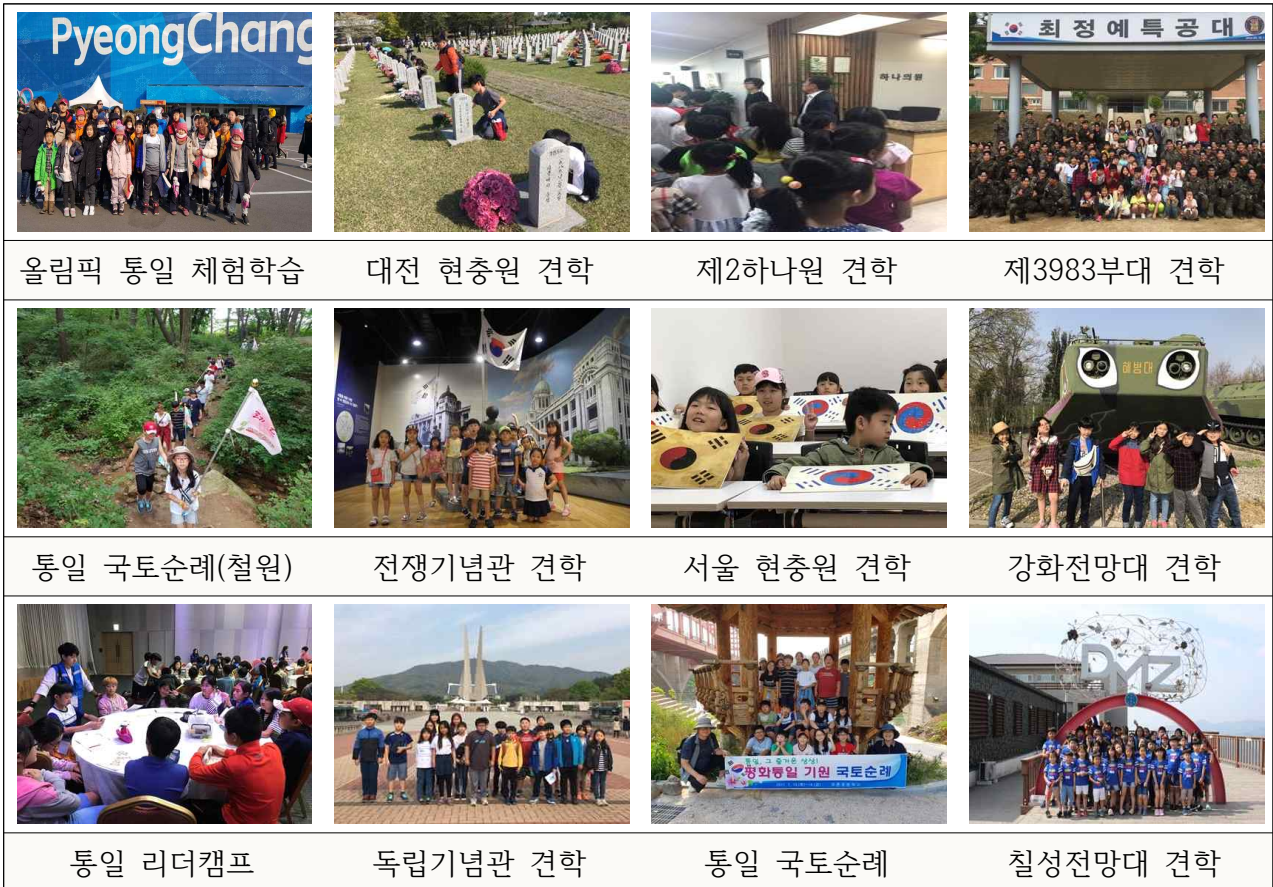 PyeongChang
하나의원
최정예특공대
올림픽 통일 체험학습
대전 현충원 견학
제2하나원 견학
제3983부대 견학
해병대
통일 국토순례(철원)
전쟁기념관 견학
서울 현충원 견학
강화전망대 견학
통일, 그 즐거운 상상!
평화통일 기원 국토순례
DMZ
통일 리더캠프
독립기념관 견학
통일 국토순례
칠성전망대 견학